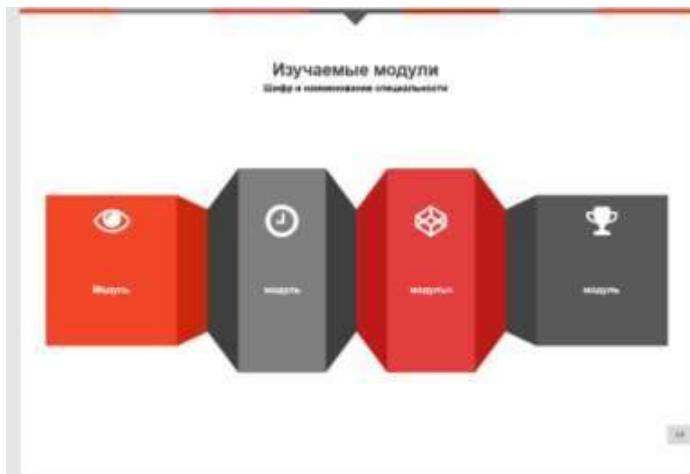 Изучаемые модули
Шифр и наименование специальности
Модуль
модуль
модуль
модуль